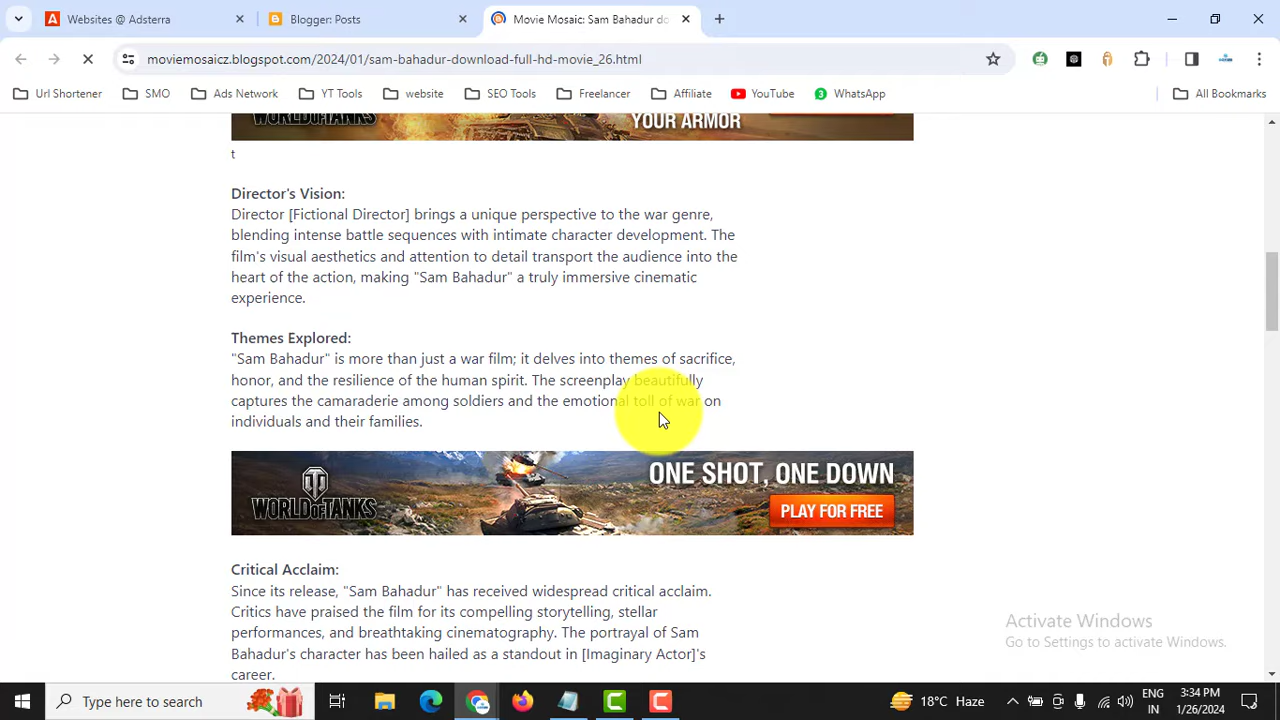 Websites @ Adsterra
Blogger: Posts
Movie Mosaic: Sam Bahadur do
moviemosaicz.blogspot.com/2024/01/sam-bahadur-download-full-hd-movie_26.html
Url Shortener
SMO
Ads Network
YT Tools
website
SEO Tools
Freelancer
Affiliate
YouTube
WhatsApp
All Bookmarks
WORLD OF TANKS
YOUR ARMOR
t
Director's Vision:
Director [Fictional Director] brings a unique perspective to the war genre,
blending intense battle sequences with intimate character development. The
film's visual aesthetics and attention to detail transport the audience into the
heart of the action, making "Sam Bahadur" a truly immersive cinematic
experience.
Themes Explored:
"Sam Bahadur" is more than just a war film; it delves into themes of sacrifice,
honor, and the resilience of the human spirit. The screenplay beautifully
captures the camaraderie among soldiers and the emotional toll of war on
individuals and their families.
WORLD OF TANKS
ONE SHOT, ONE DOWN
PLAY FOR FREE
Critical Acclaim:
Since its release, "Sam Bahadur" has received widespread critical acclaim.
Critics have praised the film for its compelling storytelling, stellar
performances, and breathtaking cinematography. The portrayal of Sam
Bahadur's character has been hailed as a standout in [Imaginary Actor]'s
career.
Activate Windows
Go to Settings to activate Windows.
Type here to search
18°C Haze
ENG
IN
3:34 PM
1/26/2024